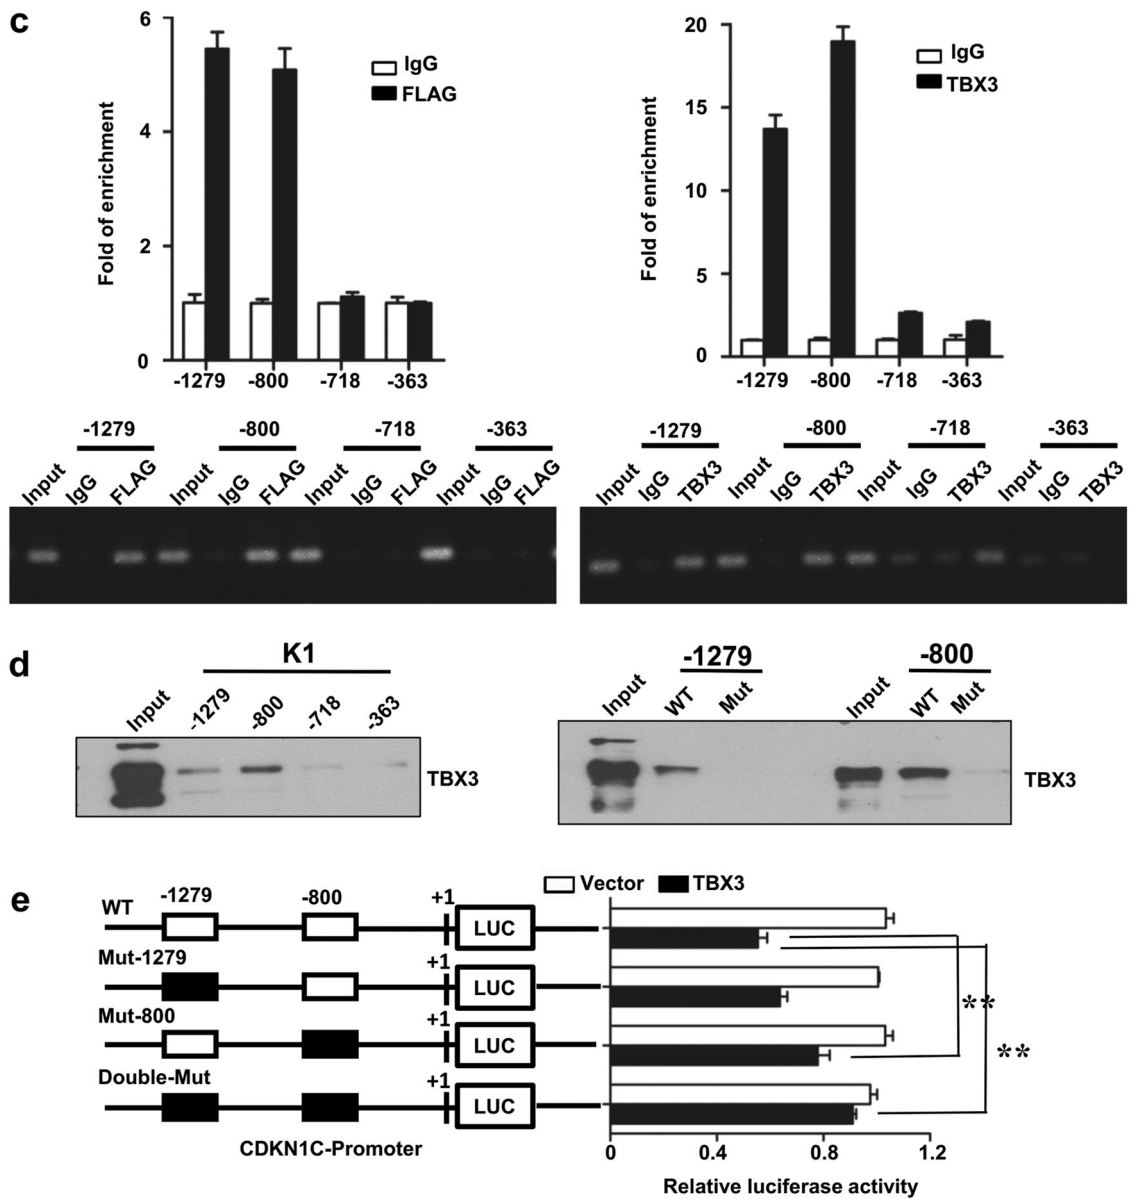 c
6
4
2
0
Fold of enrichment
IgG
FLAG
-1279 -800 -718 -363
20
15
10
5
0
Fold of enrichment
IgG
TBX3
-1279 -800 -718 -363
-1279 -800 -718 -363
Input IgG FLAG Input IgG FLAG Input IgG FLAG Input IgG FLAG
-1279 -800 -718 -363
Input IgG TBX3 Input IgG TBX3 Input IgG TBX3 Input IgG TBX3
d
K1
Input -1279 -800 -718 -363
TBX3
-1279 -800
Input WT Mut Input WT Mut
TBX3
e
Vector TBX3
WT -1279 -800 +1 LUC
Mut-1279 +1 LUC
Mut-800 +1 LUC
Double-Mut +1 LUC
CDKN1C-Promoter
**
**
0 0.4 0.8 1.2
Relative luciferase activity